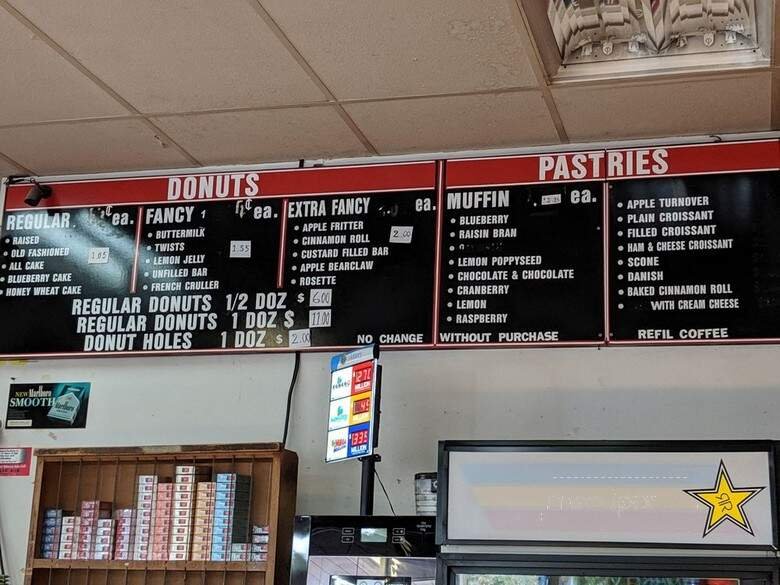 DONUTS
REGULAR ea.
• RAISED
• OLD FASHIONED
• ALL CAKE
• BLUEBERRY CAKE
• HONEY WHEAT CAKE
1.05
FANCY ea.
• BUTTERMILK
• TWISTS
• LEMON JELLY
• UNFILLED BAR
• FRENCH CRULLER
1.55
EXTRA FANCY ea.
• APPLE FRITTER
• CINNAMON ROLL
• CUSTARD FILLED BAR
• APPLE BEARCLAW
• ROSETTE
2.00
REGULAR DONUTS 1/2 DOZ $ 6.00
REGULAR DONUTS 1 DOZ $ 11.00
DONUT HOLES 1 DOZ $ 2.00
NO CHANGE WITHOUT PURCHASE
PASTRIES
MUFFIN ea.
• BLUEBERRY
• RAISIN BRAN
• LEMON POPPYSEED
• CHOCOLATE & CHOCOLATE
• CRANBERRY
• LEMON
• RASPBERRY
• APPLE TURNOVER
• PLAIN CROISSANT
• FILLED CROISSANT
• HAM & CHEESE CROISSANT
• SCONE
• DANISH
• BAKED CINNAMON ROLL
WITH CREAM CHEESE
REFIL COFFEE
NEW Marlboro
SMOOTH